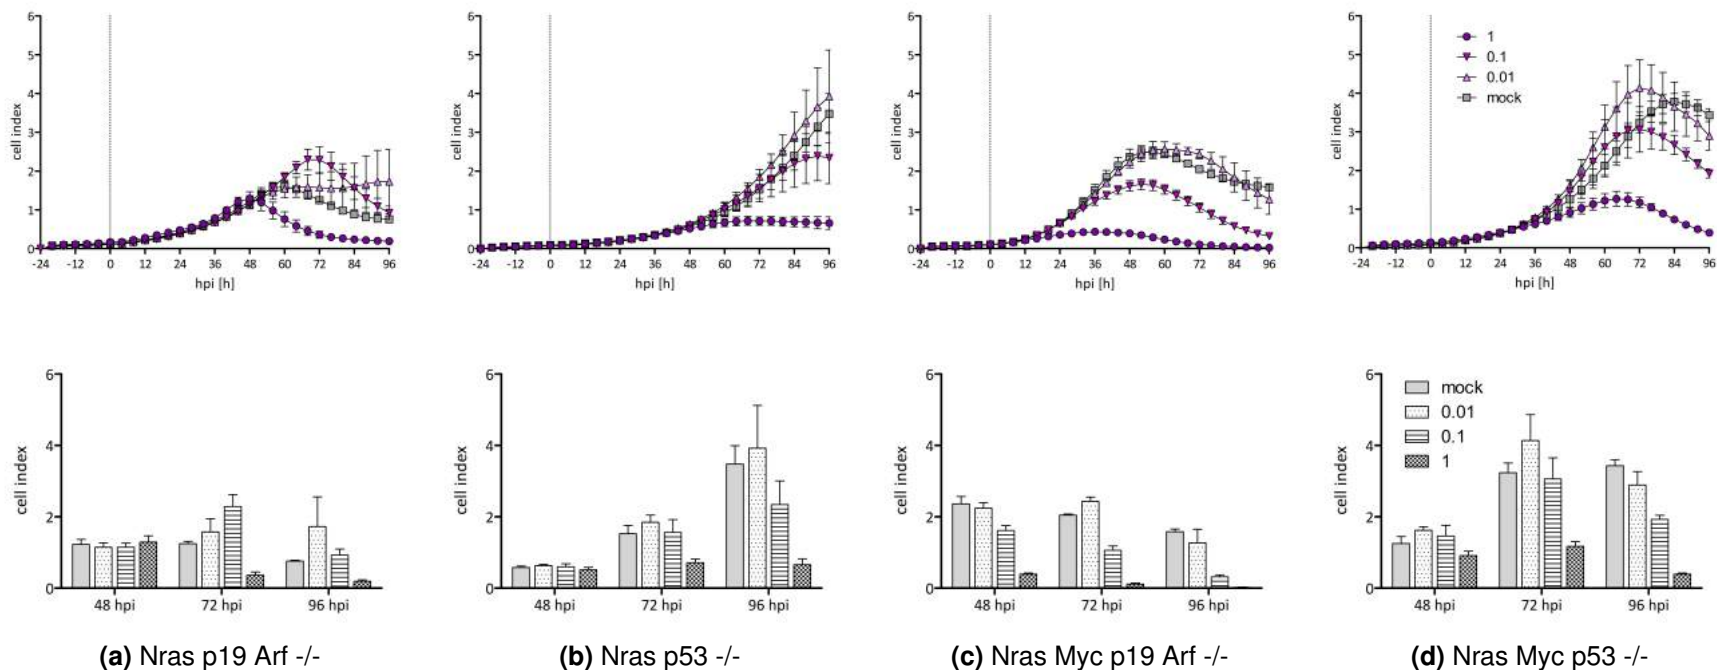 6
5
4
3
2
1
0
cell index
-24 -12 0 12 24 36 48 60 72 84 96
hpi [h]
6
5
4
3
2
1
0
cell index
-24 -12 0 12 24 36 48 60 72 84 96
hpi [h]
6
5
4
3
2
1
0
cell index
-24 -12 0 12 24 36 48 60 72 84 96
hpi [h]
6
5
4
3
2
1
0
cell index
1
0.1
0.01
mock
-24 -12 0 12 24 36 48 60 72 84 96
hpi [h]
6
4
2
0
cell index
48 hpi 72 hpi 96 hpi
6
4
2
0
cell index
48 hpi 72 hpi 96 hpi
6
4
2
0
cell index
48 hpi 72 hpi 96 hpi
6
4
2
0
cell index
mock
0.01
0.1
1
48 hpi 72 hpi 96 hpi
(a) Nras p19 Arf -/-
(b) Nras p53 -/-
(c) Nras Myc p19 Arf -/-
(d) Nras Myc p53 -/-